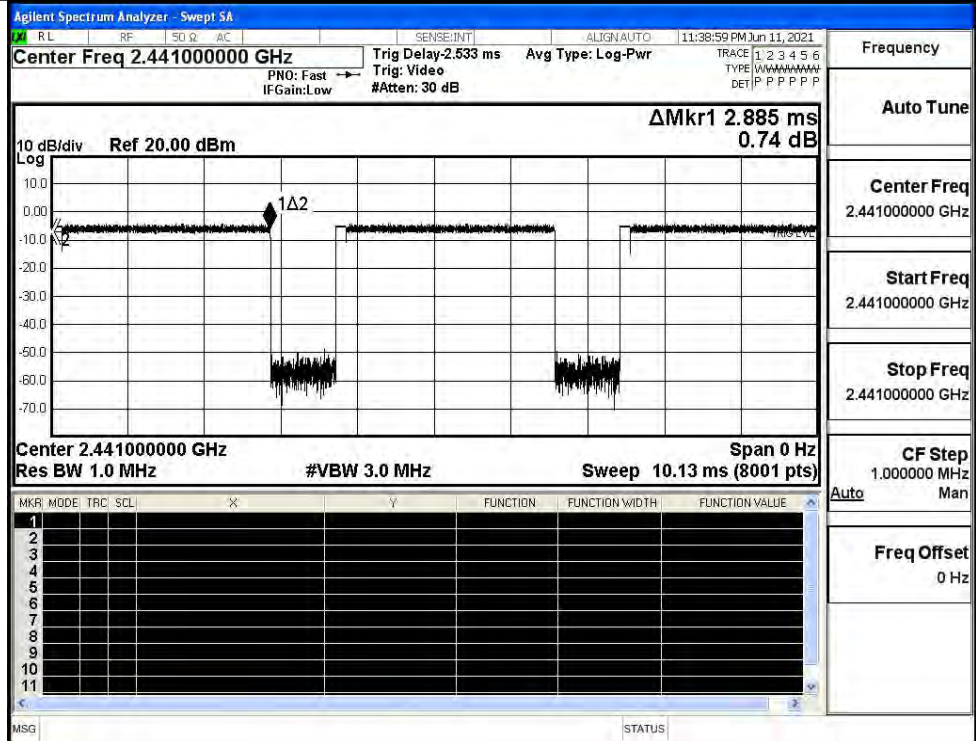 Agilent Spectrum Analyzer - Swept SA
LXI RL RF 50 Ω AC SENSE:INT ALIGNAUTO 11:38:59 PM Jun 11, 2021
Center Freq 2.441000000 GHz
PNO: Fast
IFGain:Low
Trig Delay-2.533 ms
Trig: Video
#Atten: 30 dB
Avg Type: Log-Pwr
TRACE 1 2 3 4 5 6
TYPE WWWWWW
DET P P P P P P
ΔMkr1 2.885 ms
0.74 dB
10 dB/div Ref 20.00 dBm
Log
10.0
0.00
-10.0
-20.0
-30.0
-40.0
-50.0
-60.0
-70.0
1Δ2
2
TRIG LVL
Center 2.441000000 GHz Span 0 Hz
Res BW 1.0 MHz #VBW 3.0 MHz Sweep 10.13 ms (8001 pts)
MKR MODE TRC SCL X Y FUNCTION FUNCTION WIDTH FUNCTION VALUE
1
2
3
4
5
6
7
8
9
10
11
MSG STATUS
Frequency
Auto Tune
Center Freq
2.441000000 GHz
Start Freq
2.441000000 GHz
Stop Freq
2.441000000 GHz
CF Step
1.000000 MHz
Auto Man
Freq Offset
0 Hz